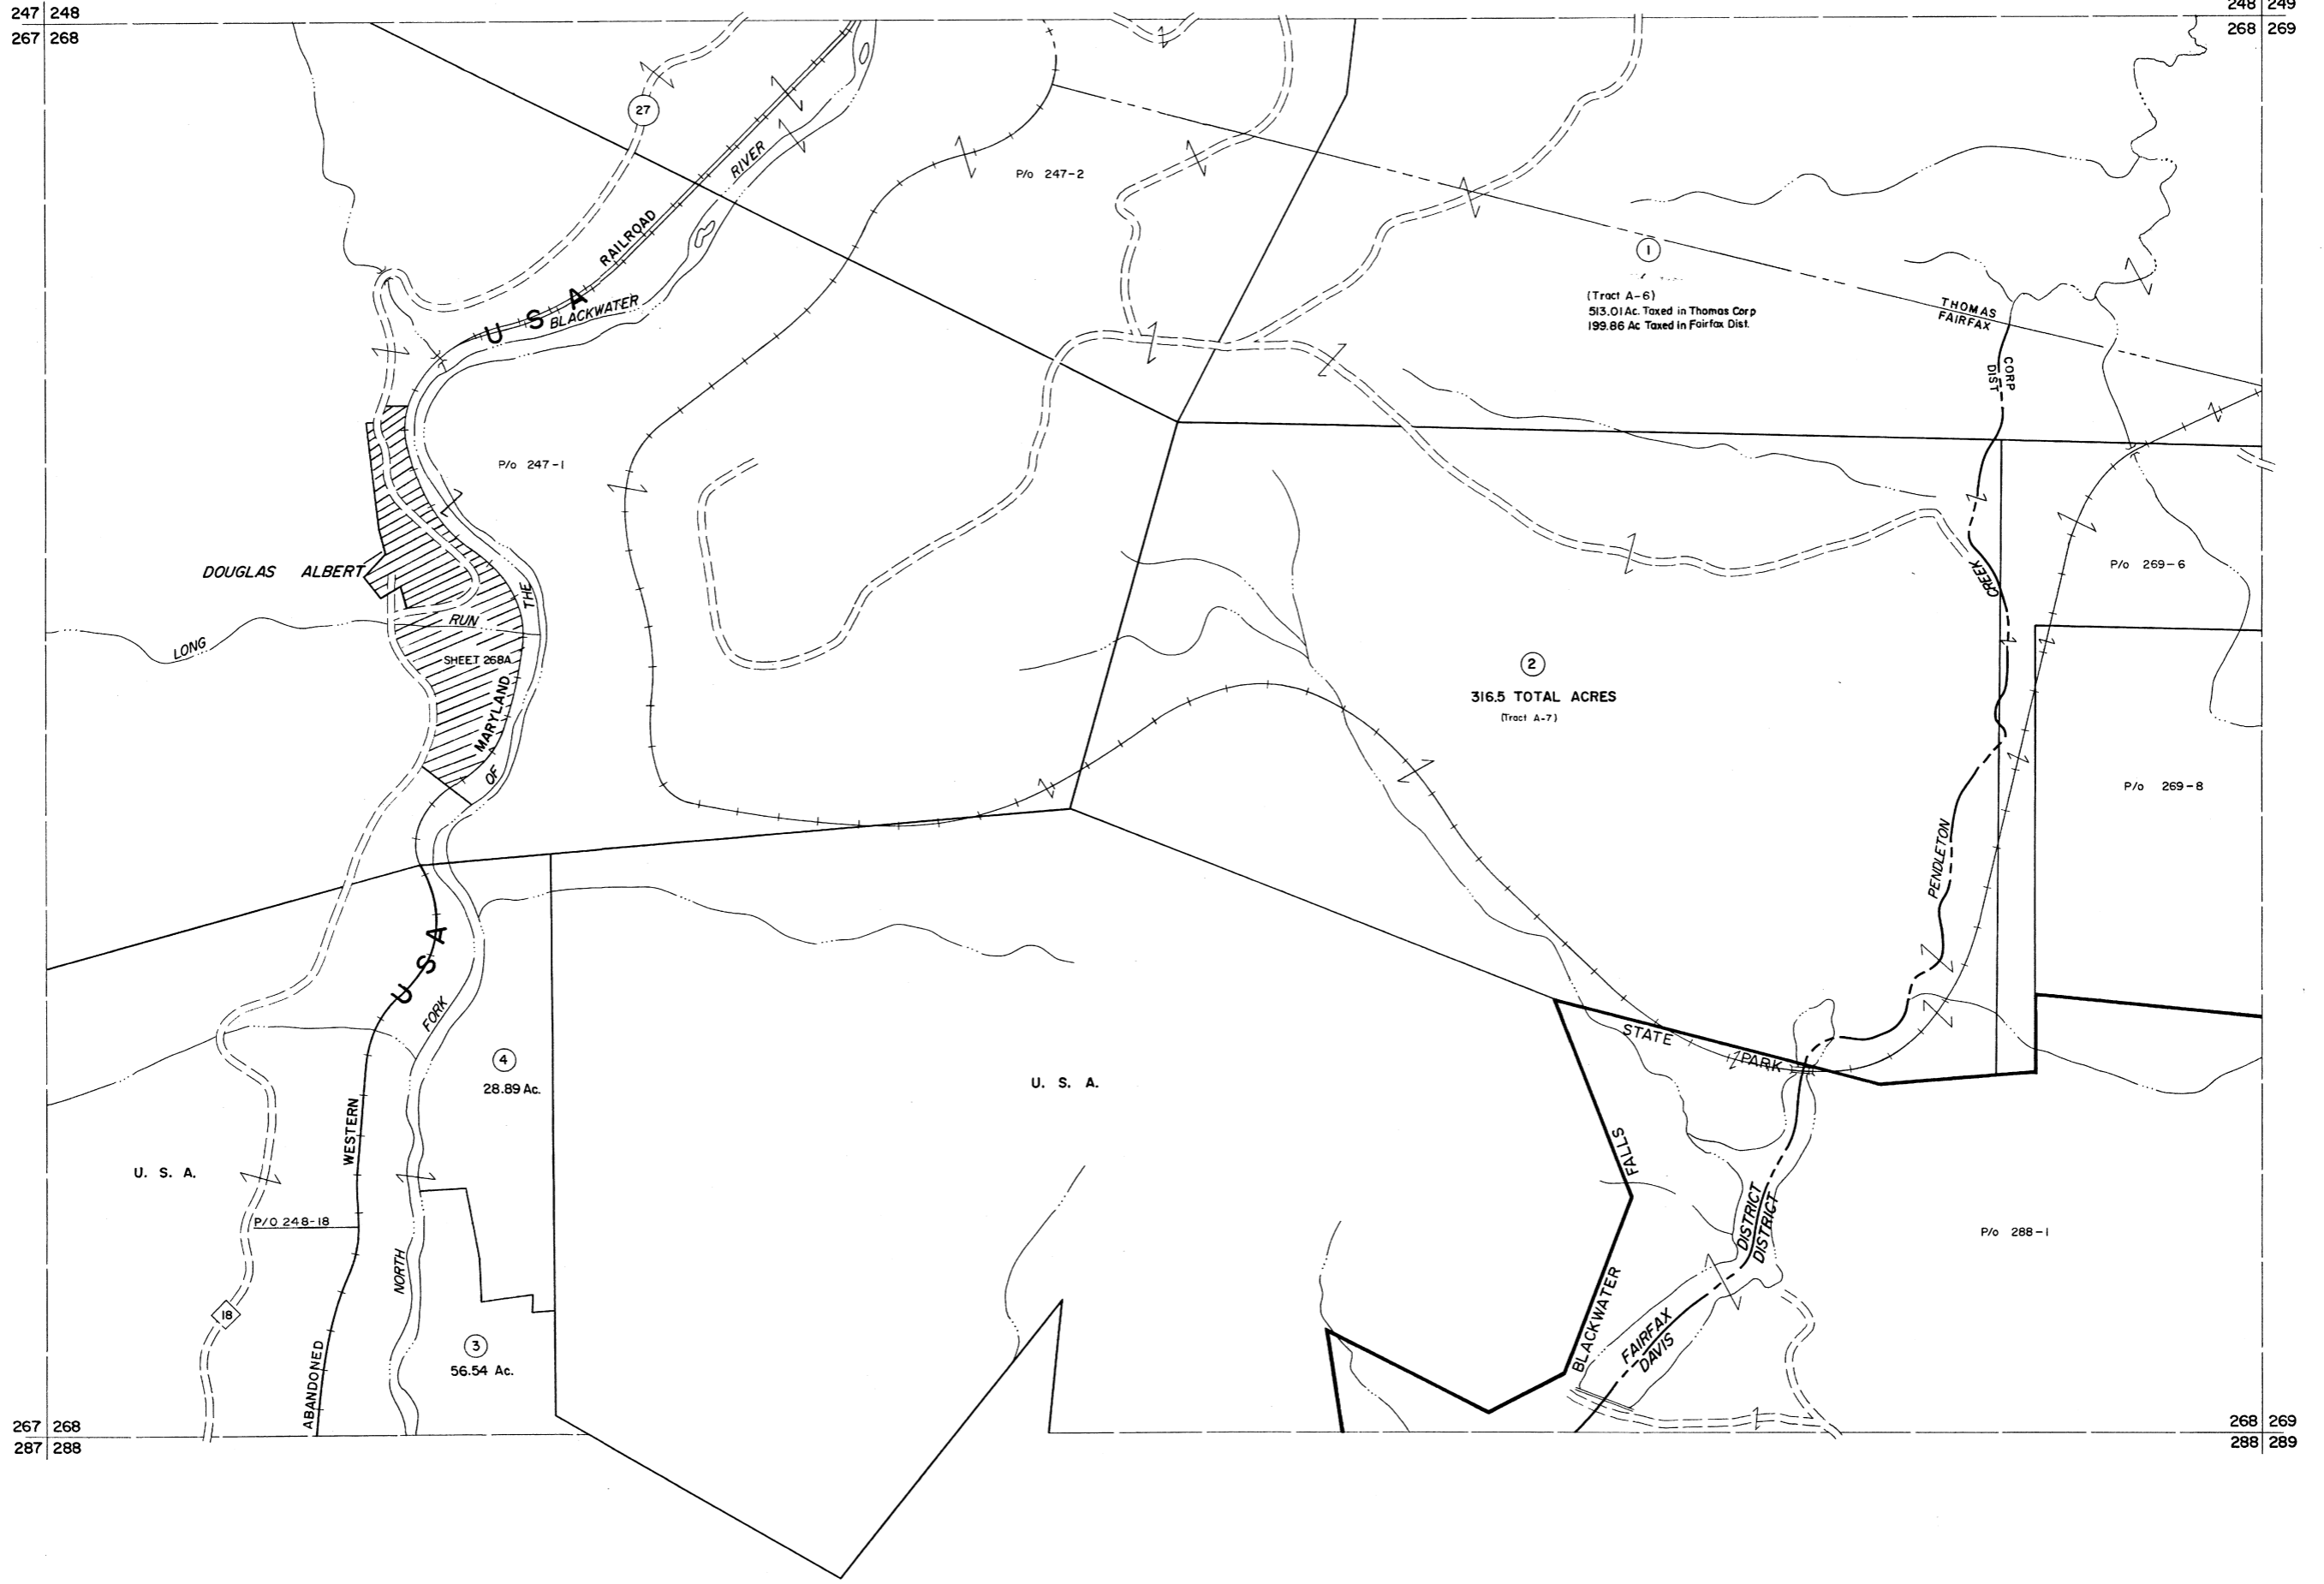 247 248
267 268
248 249
268 269
27
RIVER
RAILROAD
U S A
BLACKWATER
P/o 247-2
1
(Tract A-6)
513.01 Ac. Taxed in Thomas Corp
199.86 Ac Taxed in Fairfax Dist.
THOMAS
FAIRFAX
CORP
DIST
P/o 247-1
DOUGLAS ALBERT
THE
LONG
RUN
SHEET 268A
MARYLAND
OF
2
316.5 TOTAL ACRES
(Tract A-7)
CREEK
P/o 269-6
P/o 269-8
PENDLETON
U S A
FORK
4
28.89 Ac.
U. S. A.
STATE
PARK
WESTERN
U. S. A.
FALLS
P/O 248-18
NORTH
DISTRICT
DISTRICT
P/o 288-1
18
3
56.54 Ac.
BLACKWATER
FAIRFAX
DAVIS
ABANDONED
267 268
287 288
268 269
288 289